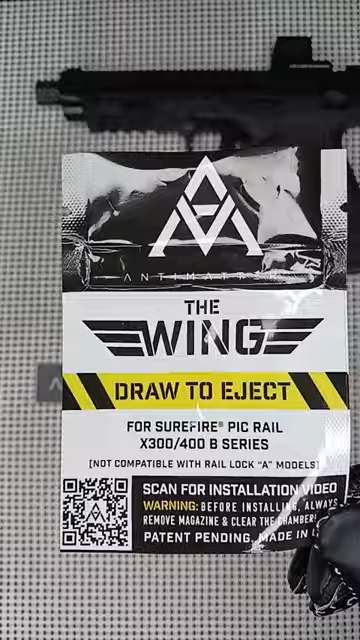 ANTIMATTER
THE
WING
DRAW TO EJECT
FOR SUREFIRE® PIC RAIL
X300/400 B SERIES
[NOT COMPATIBLE WITH RAIL LOCK "A" MODELS]
SCAN FOR INSTALLATION VIDEO
WARNING: BEFORE INSTALLING, ALWAYS
REMOVE MAGAZINE & CLEAR THE CHAMBER!
PATENT PENDING. MADE IN